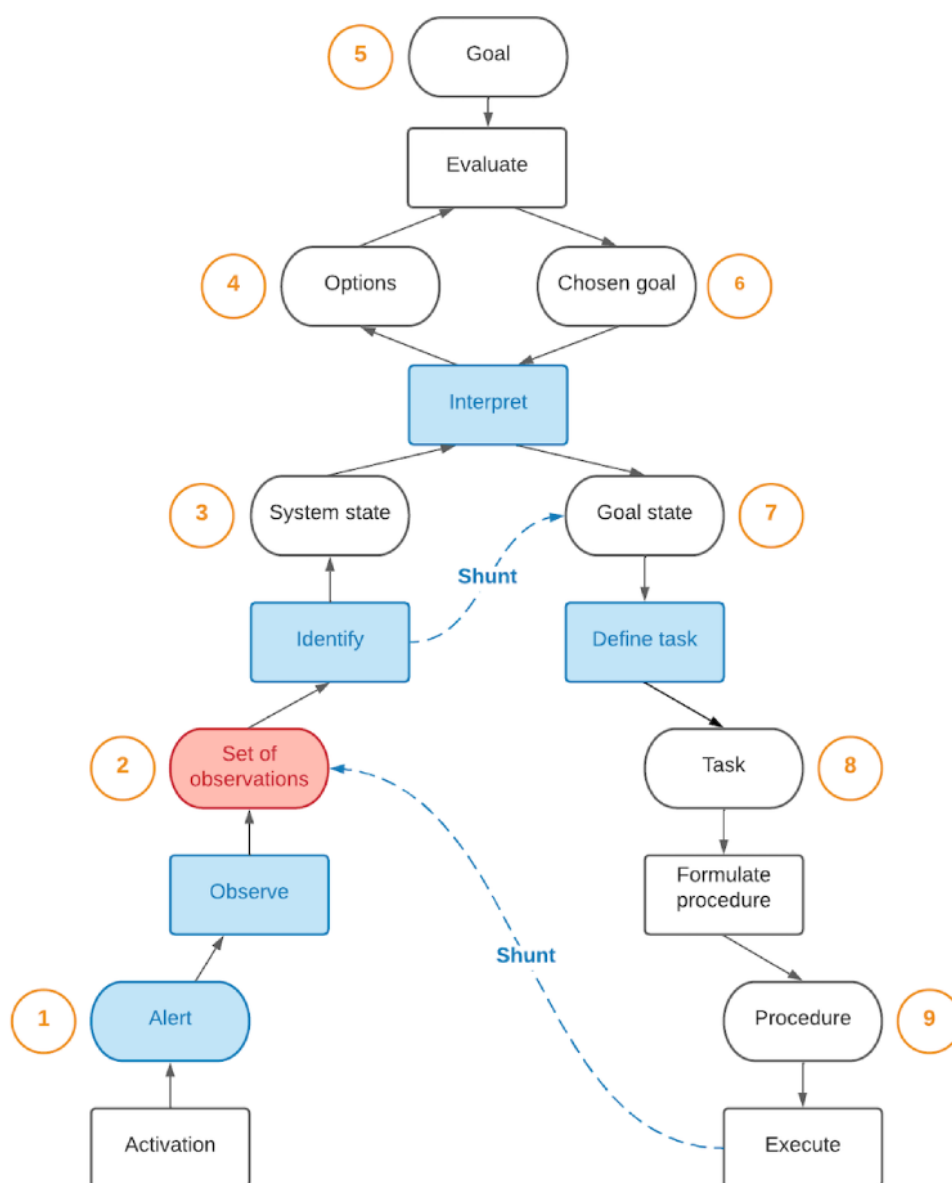 5
Goal
Evaluate
4
Options
Chosen goal
6
Interpret
3
System state
Goal state
7
Shunt
Identify
Define task
2
Set of
observations
Task
8
Observe
Formulate
procedure
Shunt
1
Alert
Procedure
9
Activation
Execute